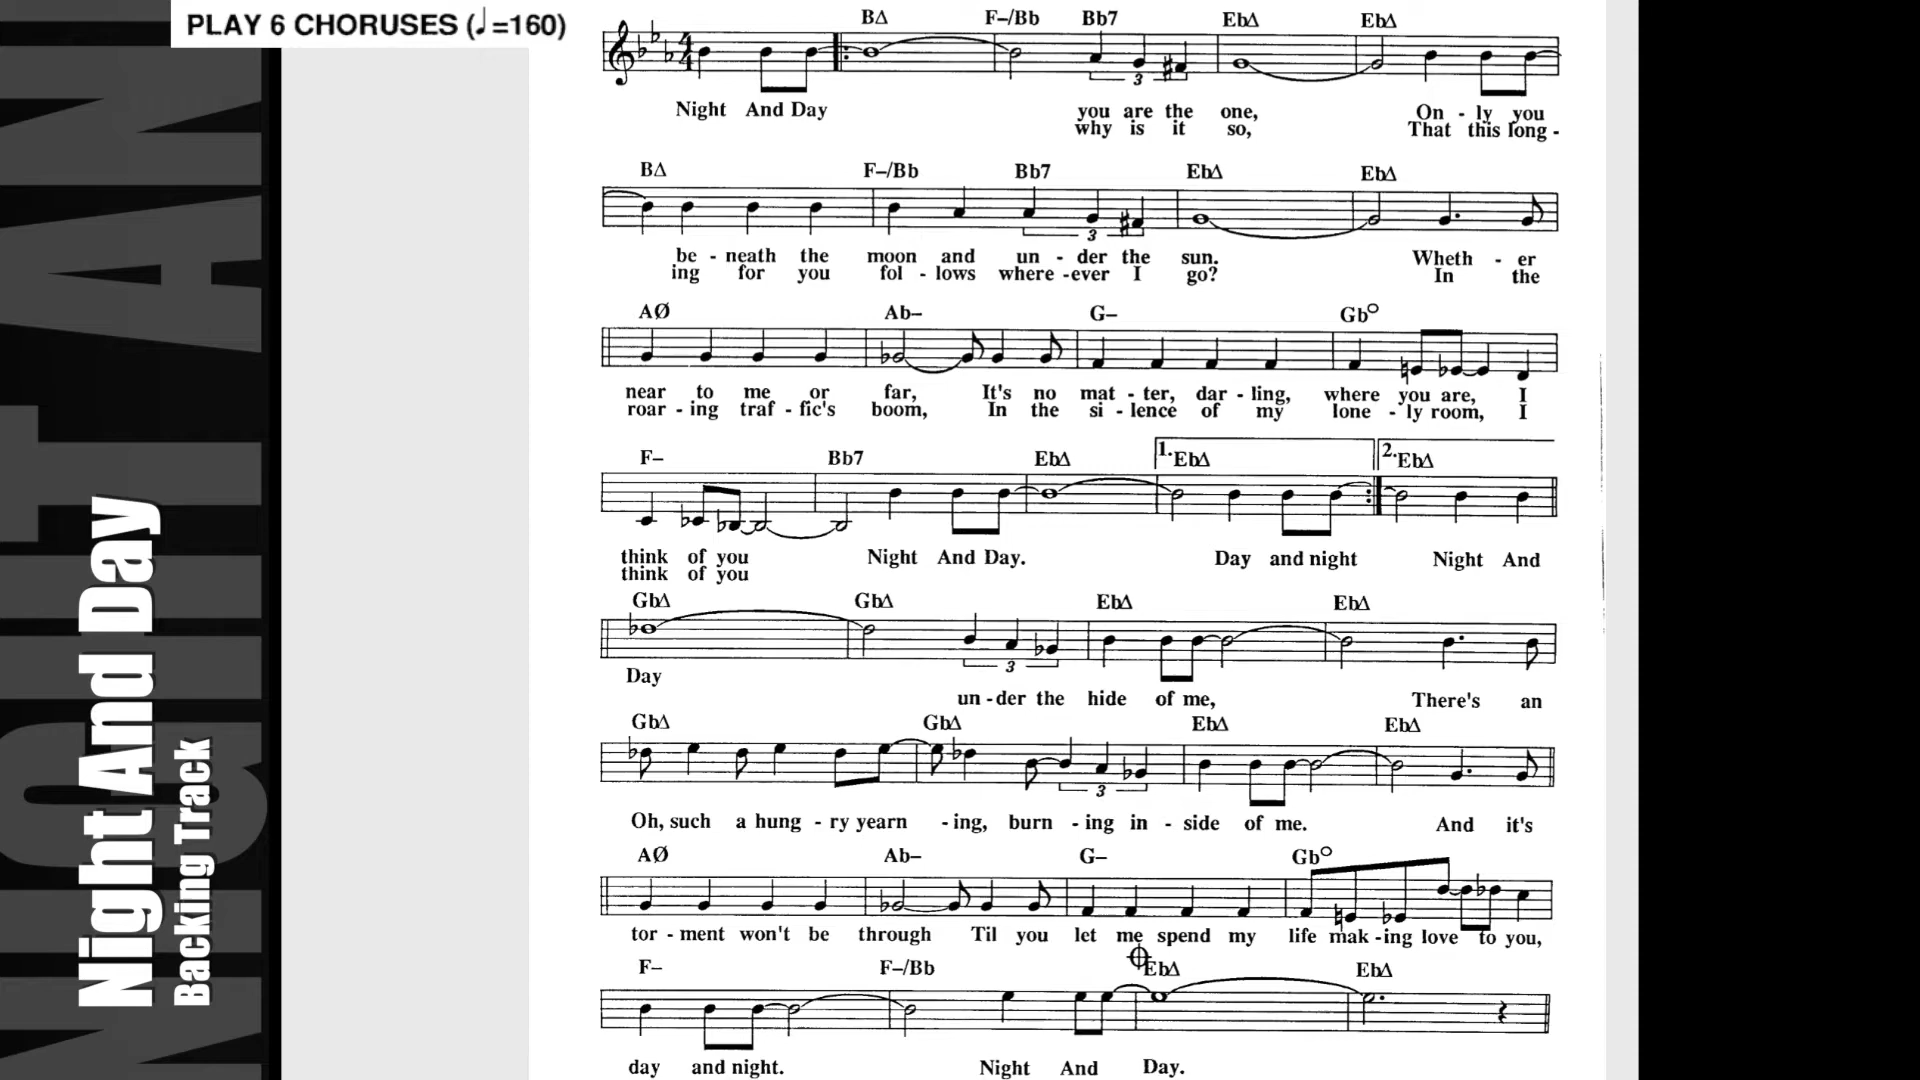 PLAY 6 CHORUSES (♩=160)
Night And Day
Backing Track
BΔ F–/Bb Bb7 EbΔ EbΔ
4 4 3
Night And Day you are the one, On - ly you
why is it so, That this long -
BΔ F–/Bb Bb7 EbΔ EbΔ
3
be - neath the moon and un - der the sun. Wheth - er
ing for you fol - lows where - ever I go? In the
AØ Ab– G– Gb○
near to me or far, It's no mat - ter, dar - ling, where you are, I
roar - ing traf - fic's boom, In the si - lence of my lone - ly room, I
F– Bb7 EbΔ 1. EbΔ 2. EbΔ
think of you Night And Day. Day and night Night And
think of you
GbΔ GbΔ EbΔ EbΔ
3
Day
un - der the hide of me, There's an
GbΔ GbΔ EbΔ EbΔ
3
Oh, such a hung - ry yearn - ing, burn - ing in - side of me. And it's
AØ Ab– G– Gb○
tor - ment won't be through Til you let me spend my life mak - ing love to you,
F– F–/Bb EbΔ EbΔ
day and night. Night And Day.